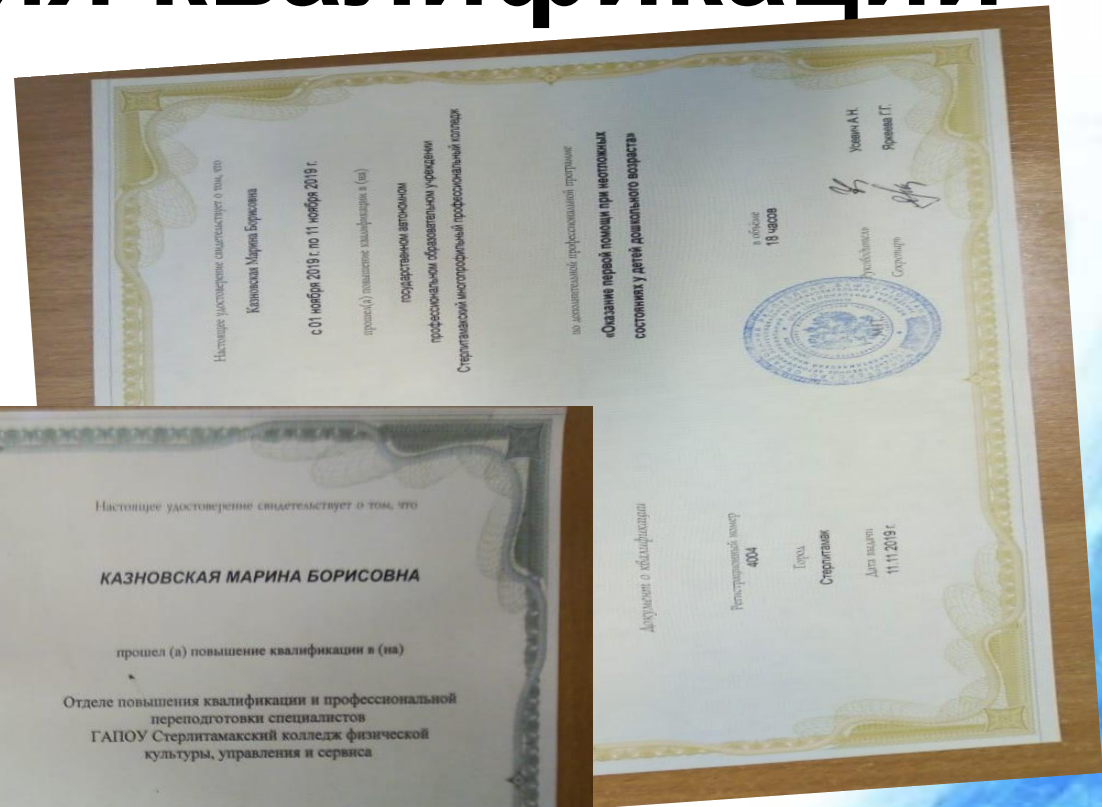 квалификации
Настоящее удостоверение свидетельствует о том, что
Казновская Марина Борисовна
с 01 ноября 2019 г. по 11 ноября 2019 г.
прошел(а) повышение квалификации в (на)
государственном автономном
профессиональном образовательном учреждении
Стерлитамакский многопрофильный профессиональный колледж
по дополнительной профессиональной программе
«Оказание первой помощи при неотложных
состояниях у детей дошкольного возраста»
в объёме
18 часов
Руководитель
Усевич А.Н.
Секретарь
Яркеева Г.Г.
М.П.
Документ о квалификации
Регистрационный номер
4004
Город
Стерлитамак
Дата выдачи
11.11.2019 г.
Настоящее удостоверение свидетельствует о том, что
КАЗНОВСКАЯ МАРИНА БОРИСОВНА
прошел (а) повышение квалификации в (на)
Отделе повышения квалификации и профессиональной
переподготовки специалистов
ГАПОУ Стерлитамакский колледж физической
культуры, управления и сервиса